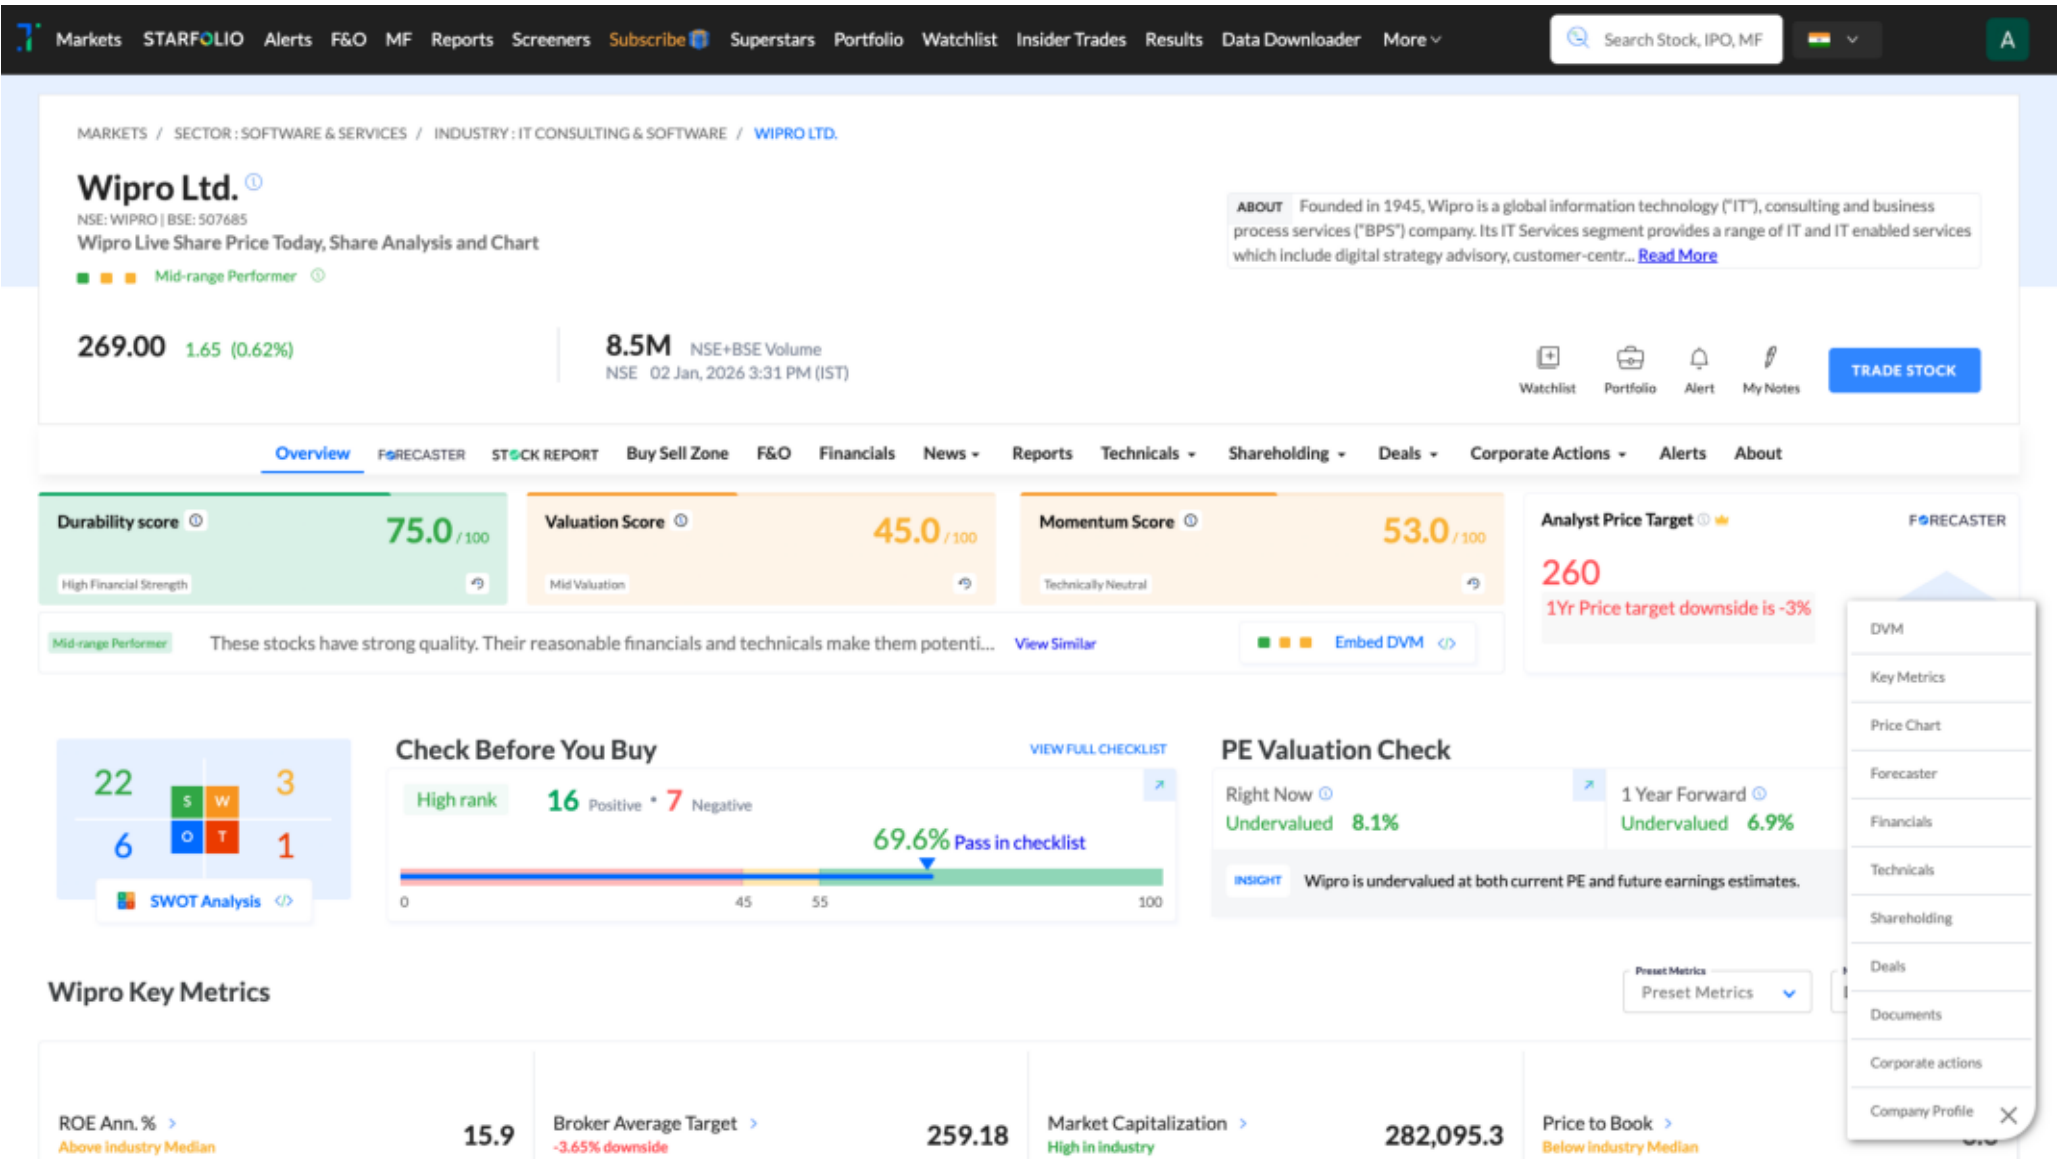 Markets STARFOLIO Alerts F&O MF Reports Screeners Subscribe Superstars Portfolio Watchlist Insider Trades Results Data Downloader More Search Stock, IPO, MF A
MARKETS / SECTOR : SOFTWARE & SERVICES / INDUSTRY : IT CONSULTING & SOFTWARE / WIPRO LTD.
Wipro Ltd.
NSE: WIPRO | BSE: 507685
Wipro Live Share Price Today, Share Analysis and Chart
Mid-range Performer
ABOUT Founded in 1945, Wipro is a global information technology ("IT"), consulting and business
process services ("BPS") company. Its IT Services segment provides a range of IT and IT enabled services
which include digital strategy advisory, customer-centr... Read More
269.00 1.65 (0.62%)
8.5M NSE+BSE Volume
NSE 02 Jan, 2026 3:31 PM (IST)
Watchlist Portfolio Alert My Notes TRADE STOCK
Overview FORECASTER STOCK REPORT Buy Sell Zone F&O Financials News Reports Technicals Shareholding Deals Corporate Actions Alerts About
Durability score 75.0 / 100
High Financial Strength
Valuation Score 45.0 / 100
Mid Valuation
Momentum Score 53.0 / 100
Technically Neutral
Analyst Price Target FORECASTER
260
1Yr Price target downside is -3%
Mid-range Performer These stocks have strong quality. Their reasonable financials and technicals make them potenti... View Similar Embed DVM
22 S W 3
6 O T 1
SWOT Analysis
Check Before You Buy VIEW FULL CHECKLIST
High rank 16 Positive * 7 Negative
69.6% Pass in checklist
0 45 55 100
PE Valuation Check
Right Now
Undervalued 8.1%
1 Year Forward
Undervalued 6.9%
INSIGHT Wipro is undervalued at both current PE and future earnings estimates.
DVM
Key Metrics
Price Chart
Forecaster
Financials
Technicals
Shareholding
Deals
Documents
Corporate actions
Company Profile
Wipro Key Metrics
Preset Metrics
Preset Metrics
ROE Ann. % 15.9
Above industry Median
Broker Average Target 259.18
-3.65% downside
Market Capitalization 282,095.3
High in industry
Price to Book
Below industry Median